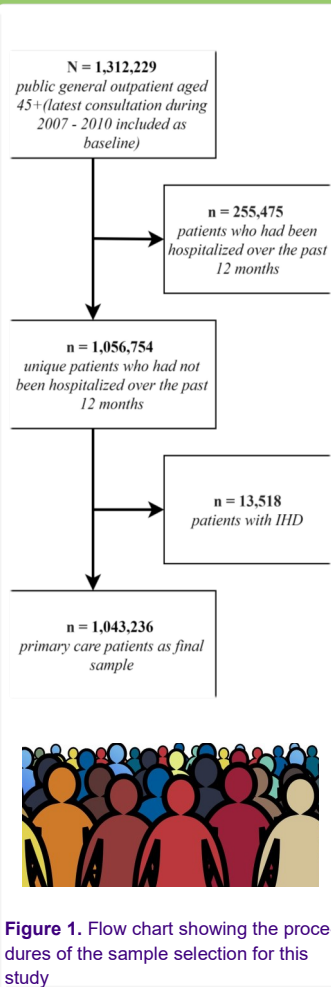 N = 1,312,229
public general outpatient aged
45+(latest consultation during
2007 - 2010 included as
baseline)
n = 255,475
patients who had been
hospitalized over the past
12 months
n = 1,056,754
unique patients who had not
been hospitalized over the past
12 months
n = 13,518
patients with IHD
n = 1,043,236
primary care patients as final
sample
Figure 1. Flow chart showing the proce
dures of the sample selection for this
study